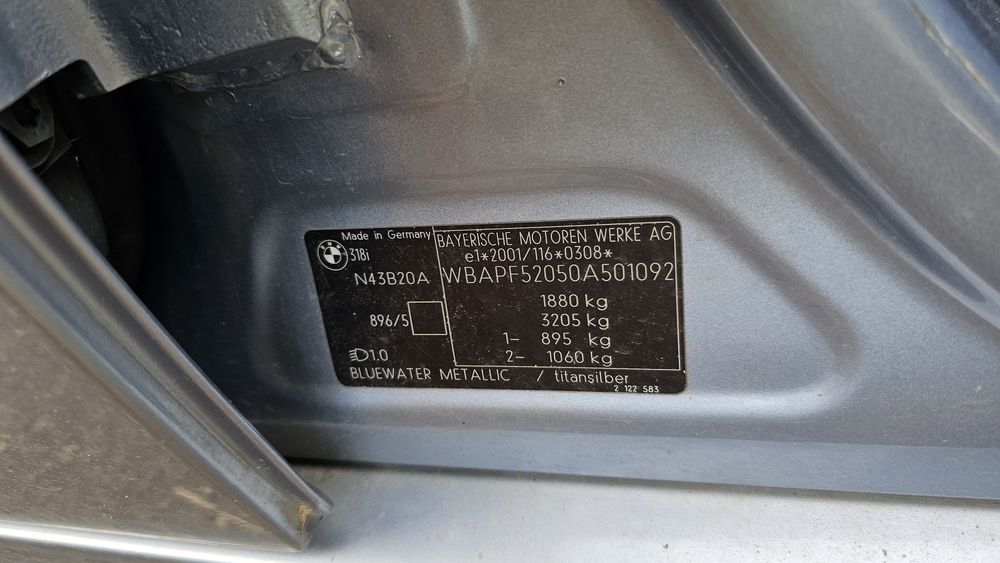 Made in Germany
318i
N43B20A
896/5
1.0
BAYERISCHE MOTOREN WERKE AG
e1*2001/116*0308*
WBAPF52050A501092
1880 kg
3205 kg
1- 895 kg
2- 1060 kg
BLUEWATER METALLIC / titansilber
2 122 583